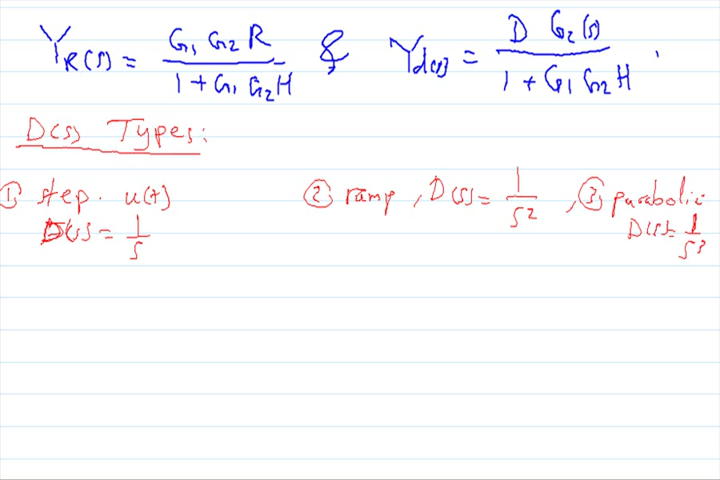 Y_R(s) = G1 G2 R / 1 + G1 G2 H & Yd(s) = D G2(s) / 1 + G1 G2 H .
D(s) Types:
① step. u(t) ② ramp, D(s) = 1/s² , ③ parabolic
D(s) = 1/s D(s) = 1/s³